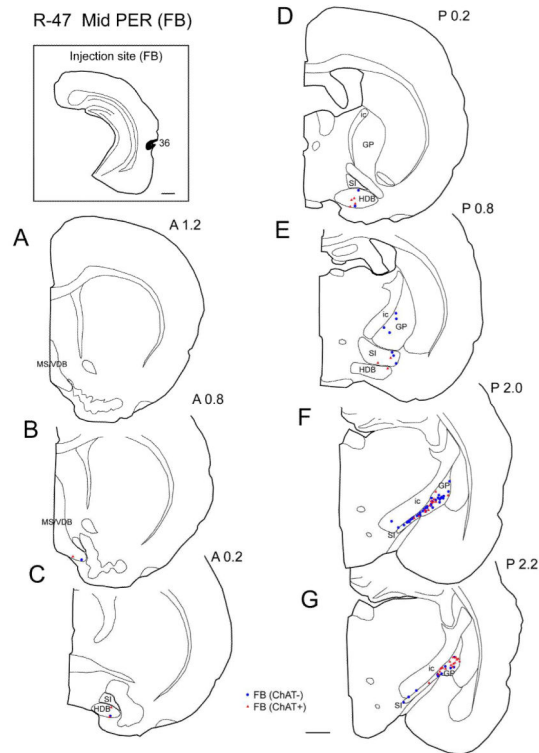 R-47 Mid PER (FB)
Injection site (FB)
36
A
A 1.2
MS/VDB
B
A 0.8
MS/VDB
C
A 0.2
SI
HDB
D
P 0.2
ic
GP
SI
HDB
E
P 0.8
ic
GP
SI
HDB
F
P 2.0
GP
ic
SI
G
P 2.2
ic
GP
SI
FB (ChAT-)
FB (ChAT+)